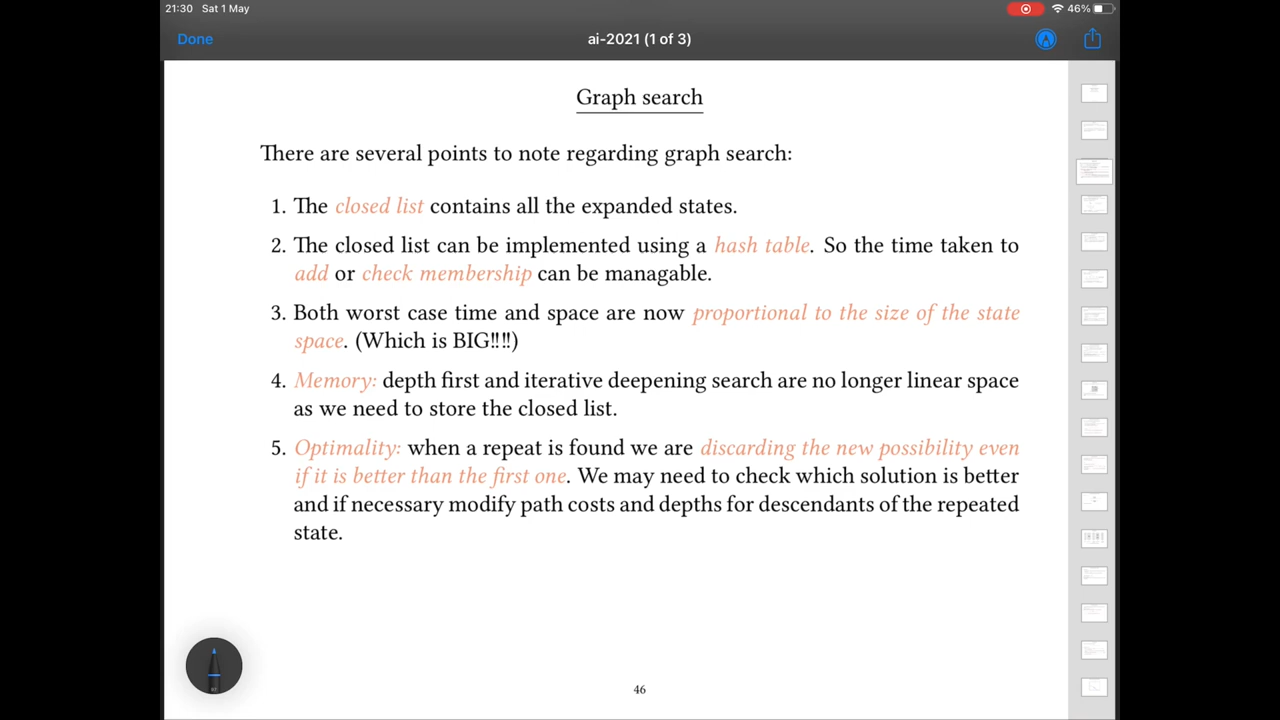 21:30 Sat 1 May
46%
Done
ai-2021 (1 of 3)
Graph search
There are several points to note regarding graph search:
1. The closed list contains all the expanded states.
2. The closed list can be implemented using a hash table. So the time taken to
add or check membership can be managable.
3. Both worst case time and space are now proportional to the size of the state
space. (Which is BIG!!!!)
4. Memory: depth first and iterative deepening search are no longer linear space
as we need to store the closed list.
5. Optimality: when a repeat is found we are discarding the new possibility even
if it is better than the first one. We may need to check which solution is better
and if necessary modify path costs and depths for descendants of the repeated
state.
46